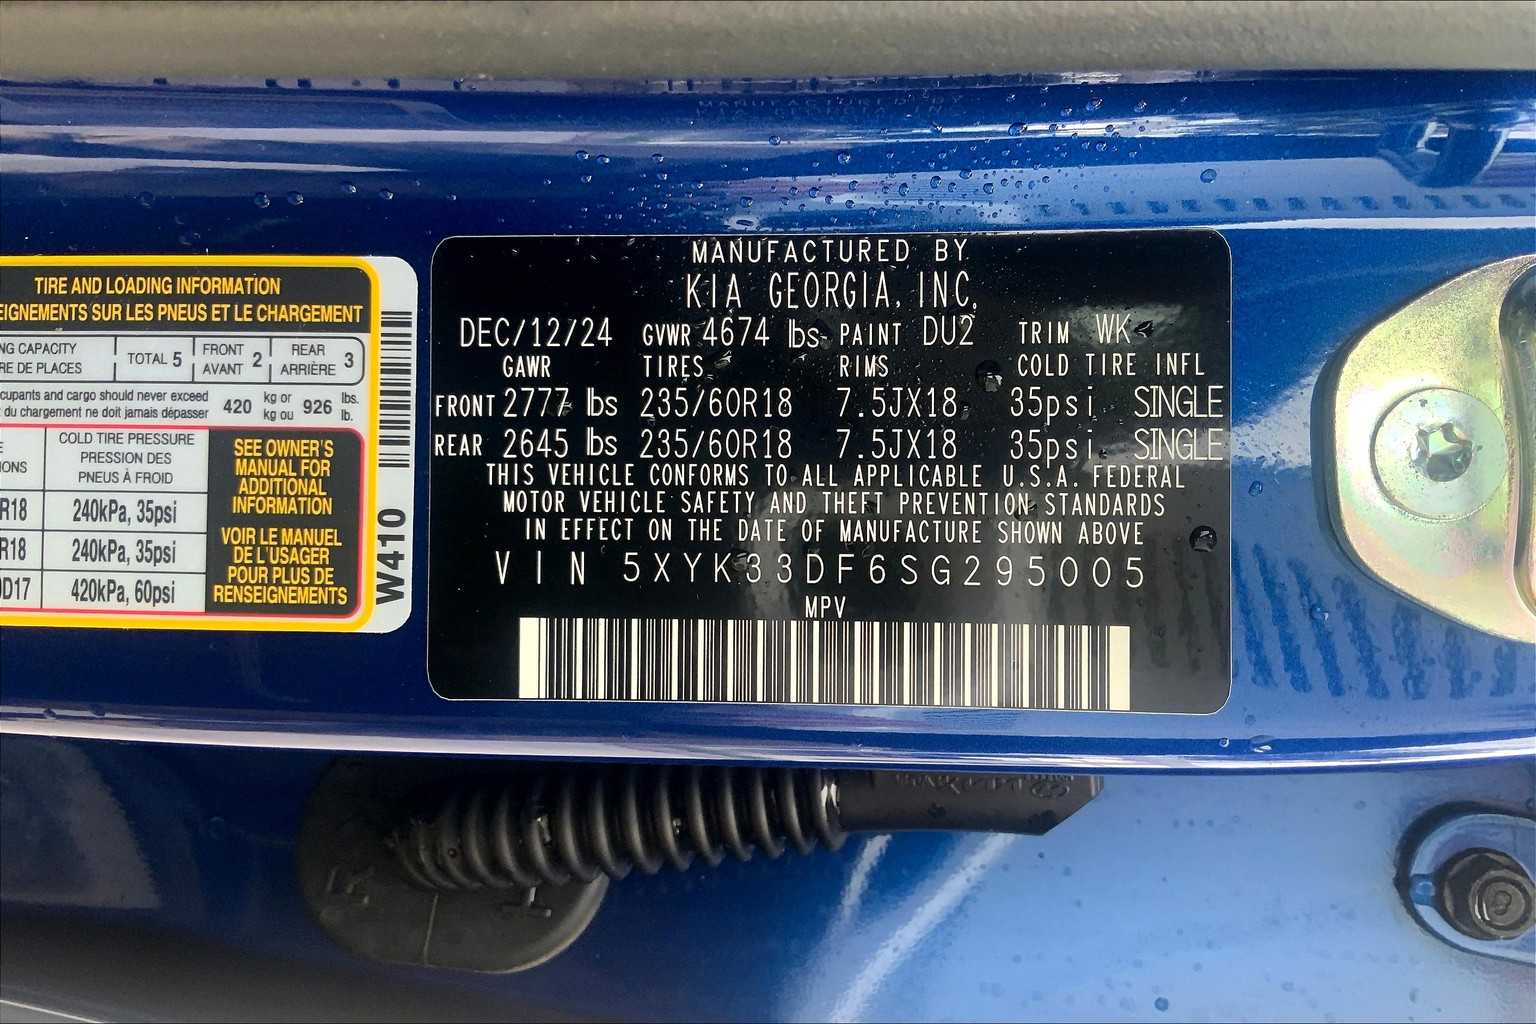 TIRE AND LOADING INFORMATION
EIGNEMENTS SUR LES PNEUS ET LE CHARGEMENT
NG CAPACITY
RE DE PLACES
TOTAL 5
FRONT
AVANT 2
REAR
ARRIÈRE 3
cupants and cargo should never exceed
du chargement ne doit jamais dépasser
420 kg or
kg ou 926 lbs.
lb.
COLD TIRE PRESSURE
PRESSION DES
PNEUS À FROID
IONS
R18 240kPa, 35psi
R18 240kPa, 35psi
D17 420kPa, 60psi
SEE OWNER'S
MANUAL FOR
ADDITIONAL
INFORMATION
VOIR LE MANUEL
DE L'USAGER
POUR PLUS DE
RENSEIGNEMENTS
W410
MANUFACTURED BY
KIA GEORGIA, INC.
DEC/12/24 GVWR 4674 lbs PAINT DU2 TRIM WK
GAWR TIRES RIMS COLD TIRE INFL
FRONT 2777 lbs 235/60R18 7.5JX18 35psi SINGLE
REAR 2645 lbs 235/60R18 7.5JX18 35psi SINGLE
THIS VEHICLE CONFORMS TO ALL APPLICABLE U.S.A. FEDERAL
MOTOR VEHICLE SAFETY AND THEFT PREVENTION STANDARDS
IN EFFECT ON THE DATE OF MANUFACTURE SHOWN ABOVE
VIN 5XYK33DF6SG295005
MPV